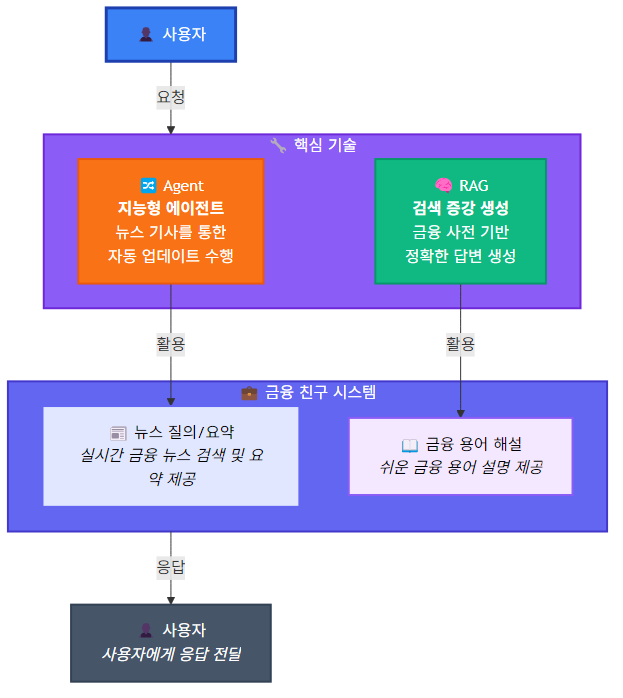 👤 사용자
요청
🔧 핵심 기술
🔀 Agent
지능형 에이전트
뉴스 기사를 통한
자동 업데이트 수행
🧠 RAG
검색 증강 생성
금융 사전 기반
정확한 답변 생성
활용
활용
💼 금융 친구 시스템
📰 뉴스 질의/요약
실시간 금융 뉴스 검색 및 요
약 제공
📖 금융 용어 해설
쉬운 금융 용어 설명 제공
응답
👤 사용자
사용자에게 응답 전달